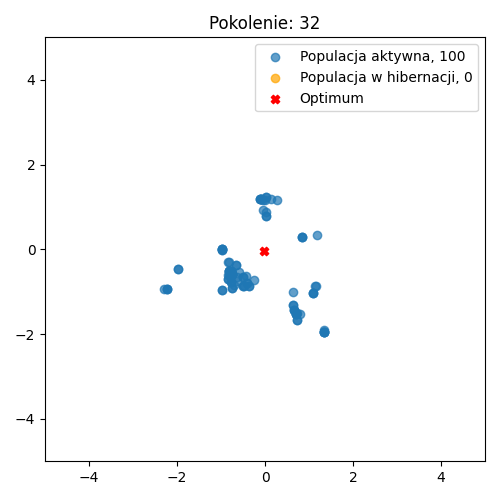 Pokolenie: 32
Populacja aktywna, 100
Populacja w hibernacji, 0
Optimum
4
2
0
−2
−4
−4 −2 0 2 4